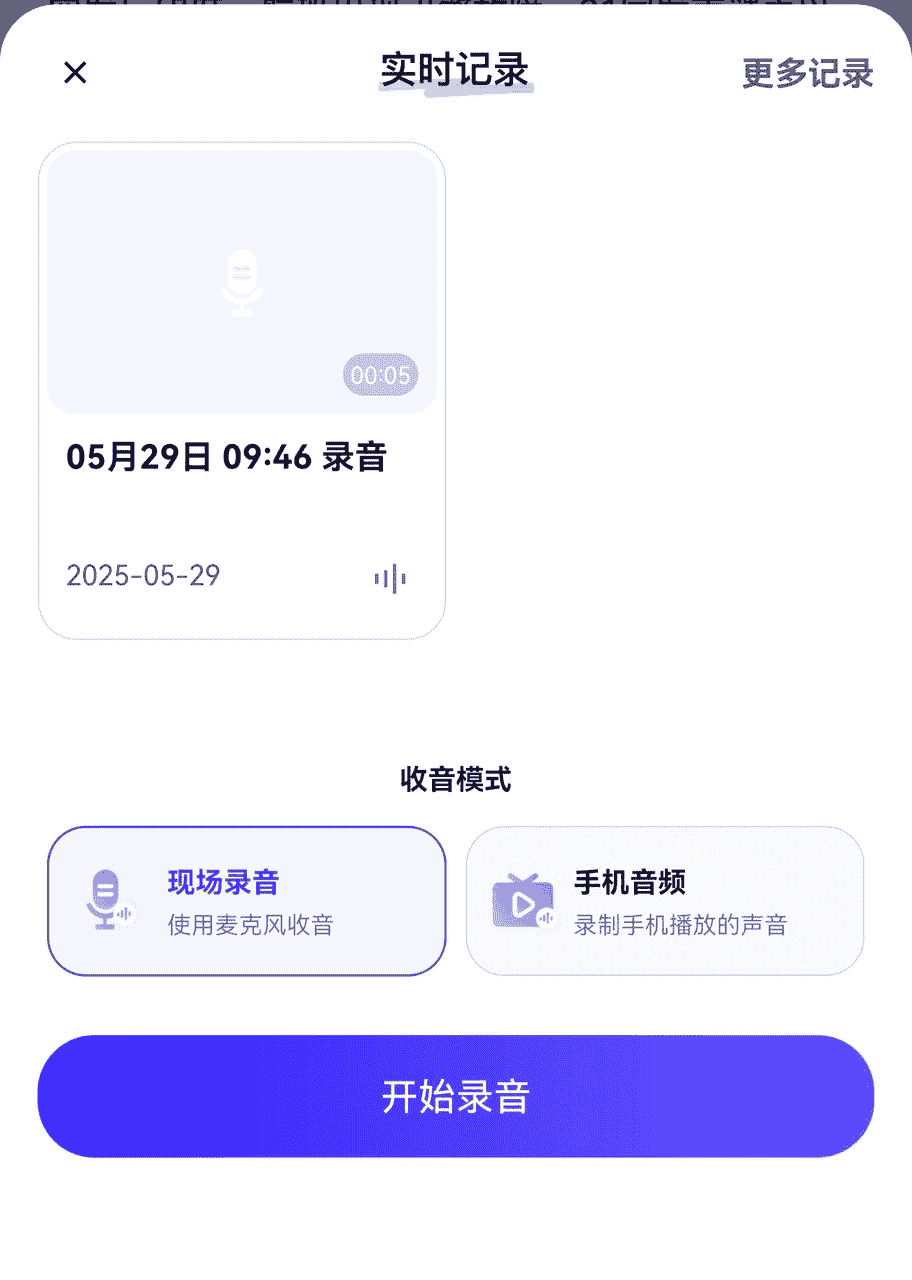 实时记录
更多记录
00:05
05月29日 09:46 录音
2025-05-29
收音模式
现场录音
使用麦克风收音
手机音频
录制手机播放的声音
开始录音